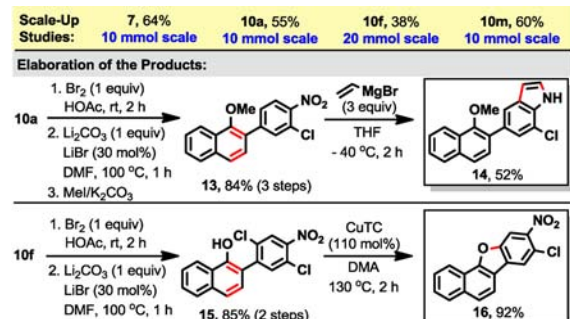 Scale-Up Studies: 7, 64% 10a, 55% 10f, 38% 10m, 60%
10 mmol scale 10 mmol scale 20 mmol scale 10 mmol scale
Elaboration of the Products:
10a
1. Br2 (1 equiv)
HOAc, rt, 2 h
2. Li2CO3 (1 equiv)
LiBr (30 mol%)
DMF, 100 °C, 1 h
3. MeI/K2CO3
OMe
NO2
Cl
13, 84% (3 steps)
MgBr
(3 equiv)
THF
- 40 °C, 2 h
OMe
NH
Cl
14, 52%
10f
1. Br2 (1 equiv)
HOAc, rt, 2 h
2. Li2CO3 (1 equiv)
LiBr (30 mol%)
DMF, 100 °C, 1 h
HO
Cl
NO2
Cl
15, 85% (2 steps)
CuTC
(110 mol%)
DMA
130 °C, 2 h
O
NO2
Cl
16, 92%